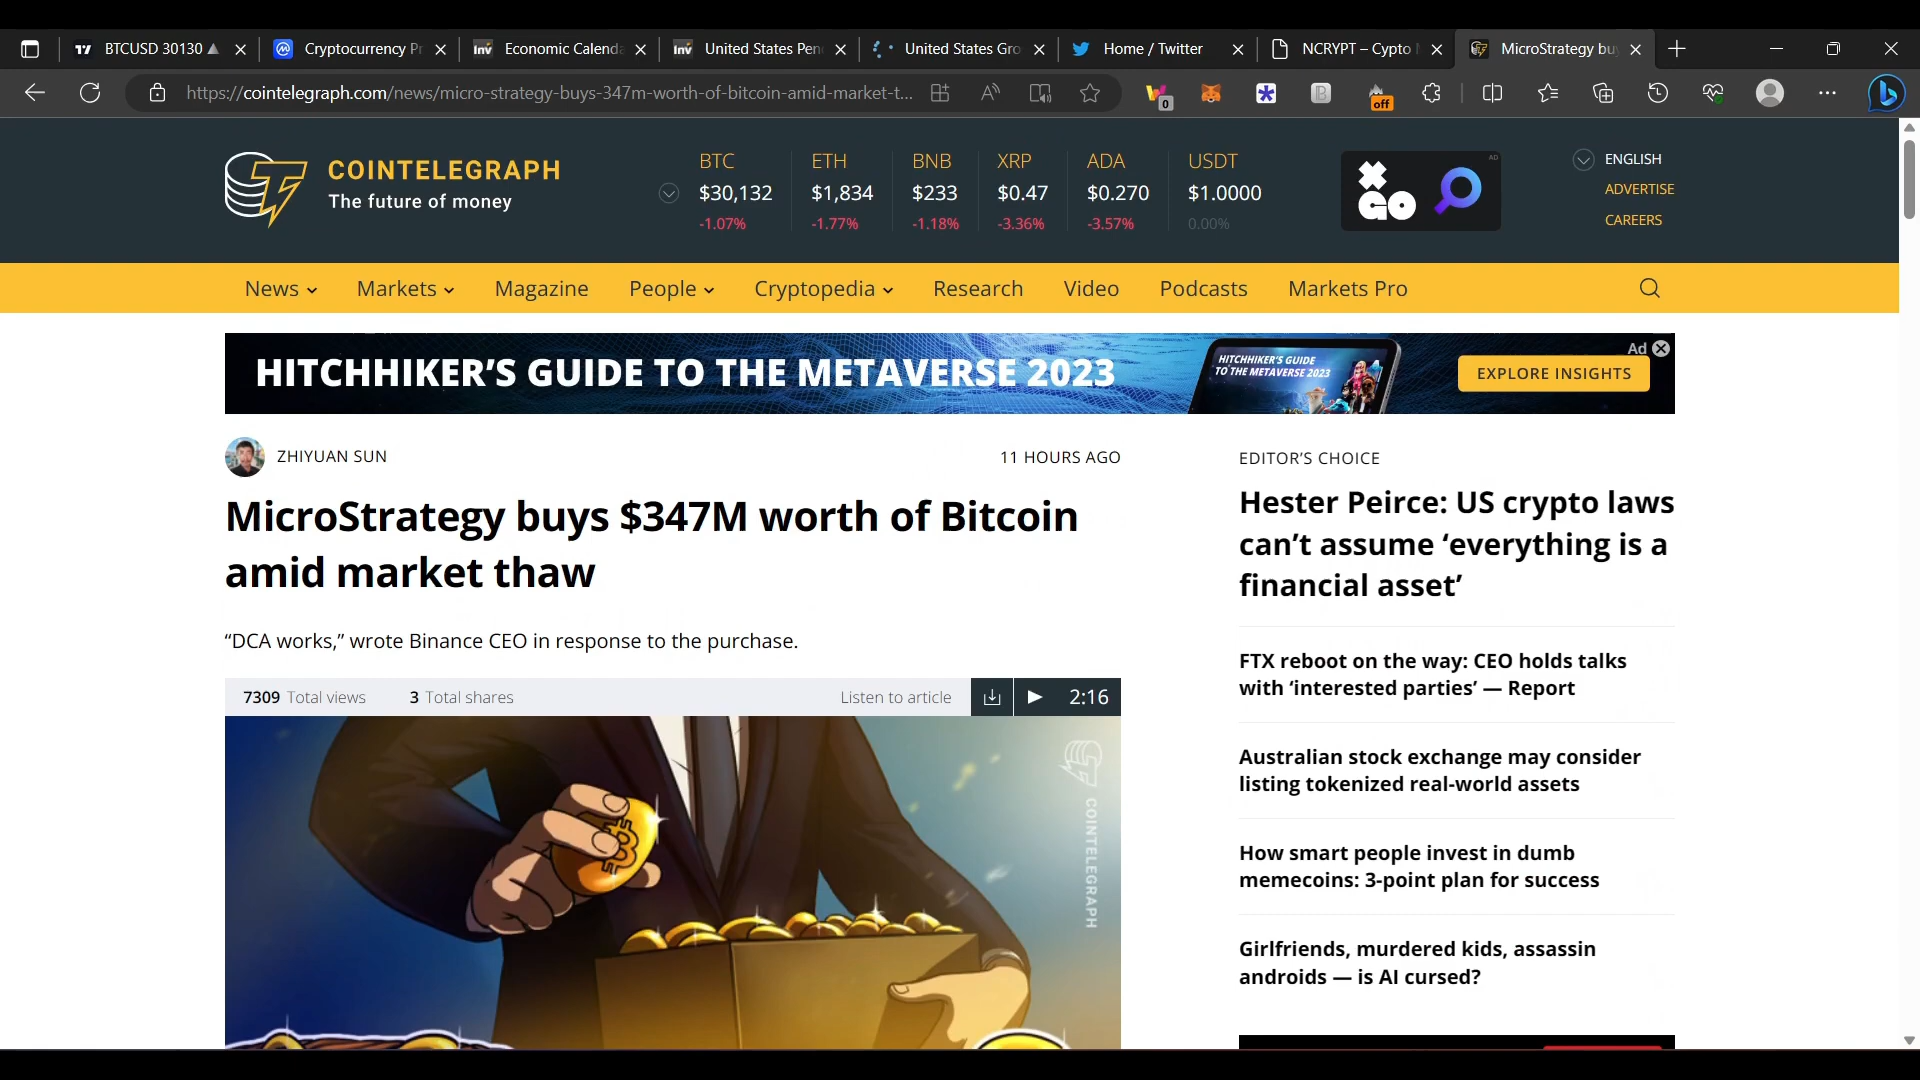 BTCUSD 30130
Cryptocurrency Pr
Economic Calenda
United States Pen
United States Gro
Home / Twitter
NCRYPT – Cypto
MicroStrategy bu
https://cointelegraph.com/news/micro-strategy-buys-347m-worth-of-bitcoin-amid-market-t...
0
off
COINTELEGRAPH
The future of money
BTC ETH BNB XRP ADA USDT
$30,132 $1,834 $233 $0.47 $0.270 $1.0000
-1.07% -1.77% -1.18% -3.36% -3.57% 0.00%
AD
XGO
ENGLISH
ADVERTISE
CAREERS
News Markets Magazine People Cryptopedia Research Video Podcasts Markets Pro
HITCHHIKER'S GUIDE TO THE METAVERSE 2023
HITCHHIKER'S GUIDE
TO THE METAVERSE 2023
Ad
EXPLORE INSIGHTS
ZHIYUAN SUN
11 HOURS AGO
MicroStrategy buys $347M worth of Bitcoin
amid market thaw
“DCA works,” wrote Binance CEO in response to the purchase.
7309 Total views 3 Total shares Listen to article 2:16
COINTELEGRAPH
EDITOR’S CHOICE
Hester Peirce: US crypto laws
can’t assume ‘everything is a
financial asset’
FTX reboot on the way: CEO holds talks
with ‘interested parties’ — Report
Australian stock exchange may consider
listing tokenized real-world assets
How smart people invest in dumb
memecoins: 3-point plan for success
Girlfriends, murdered kids, assassin
androids — is AI cursed?